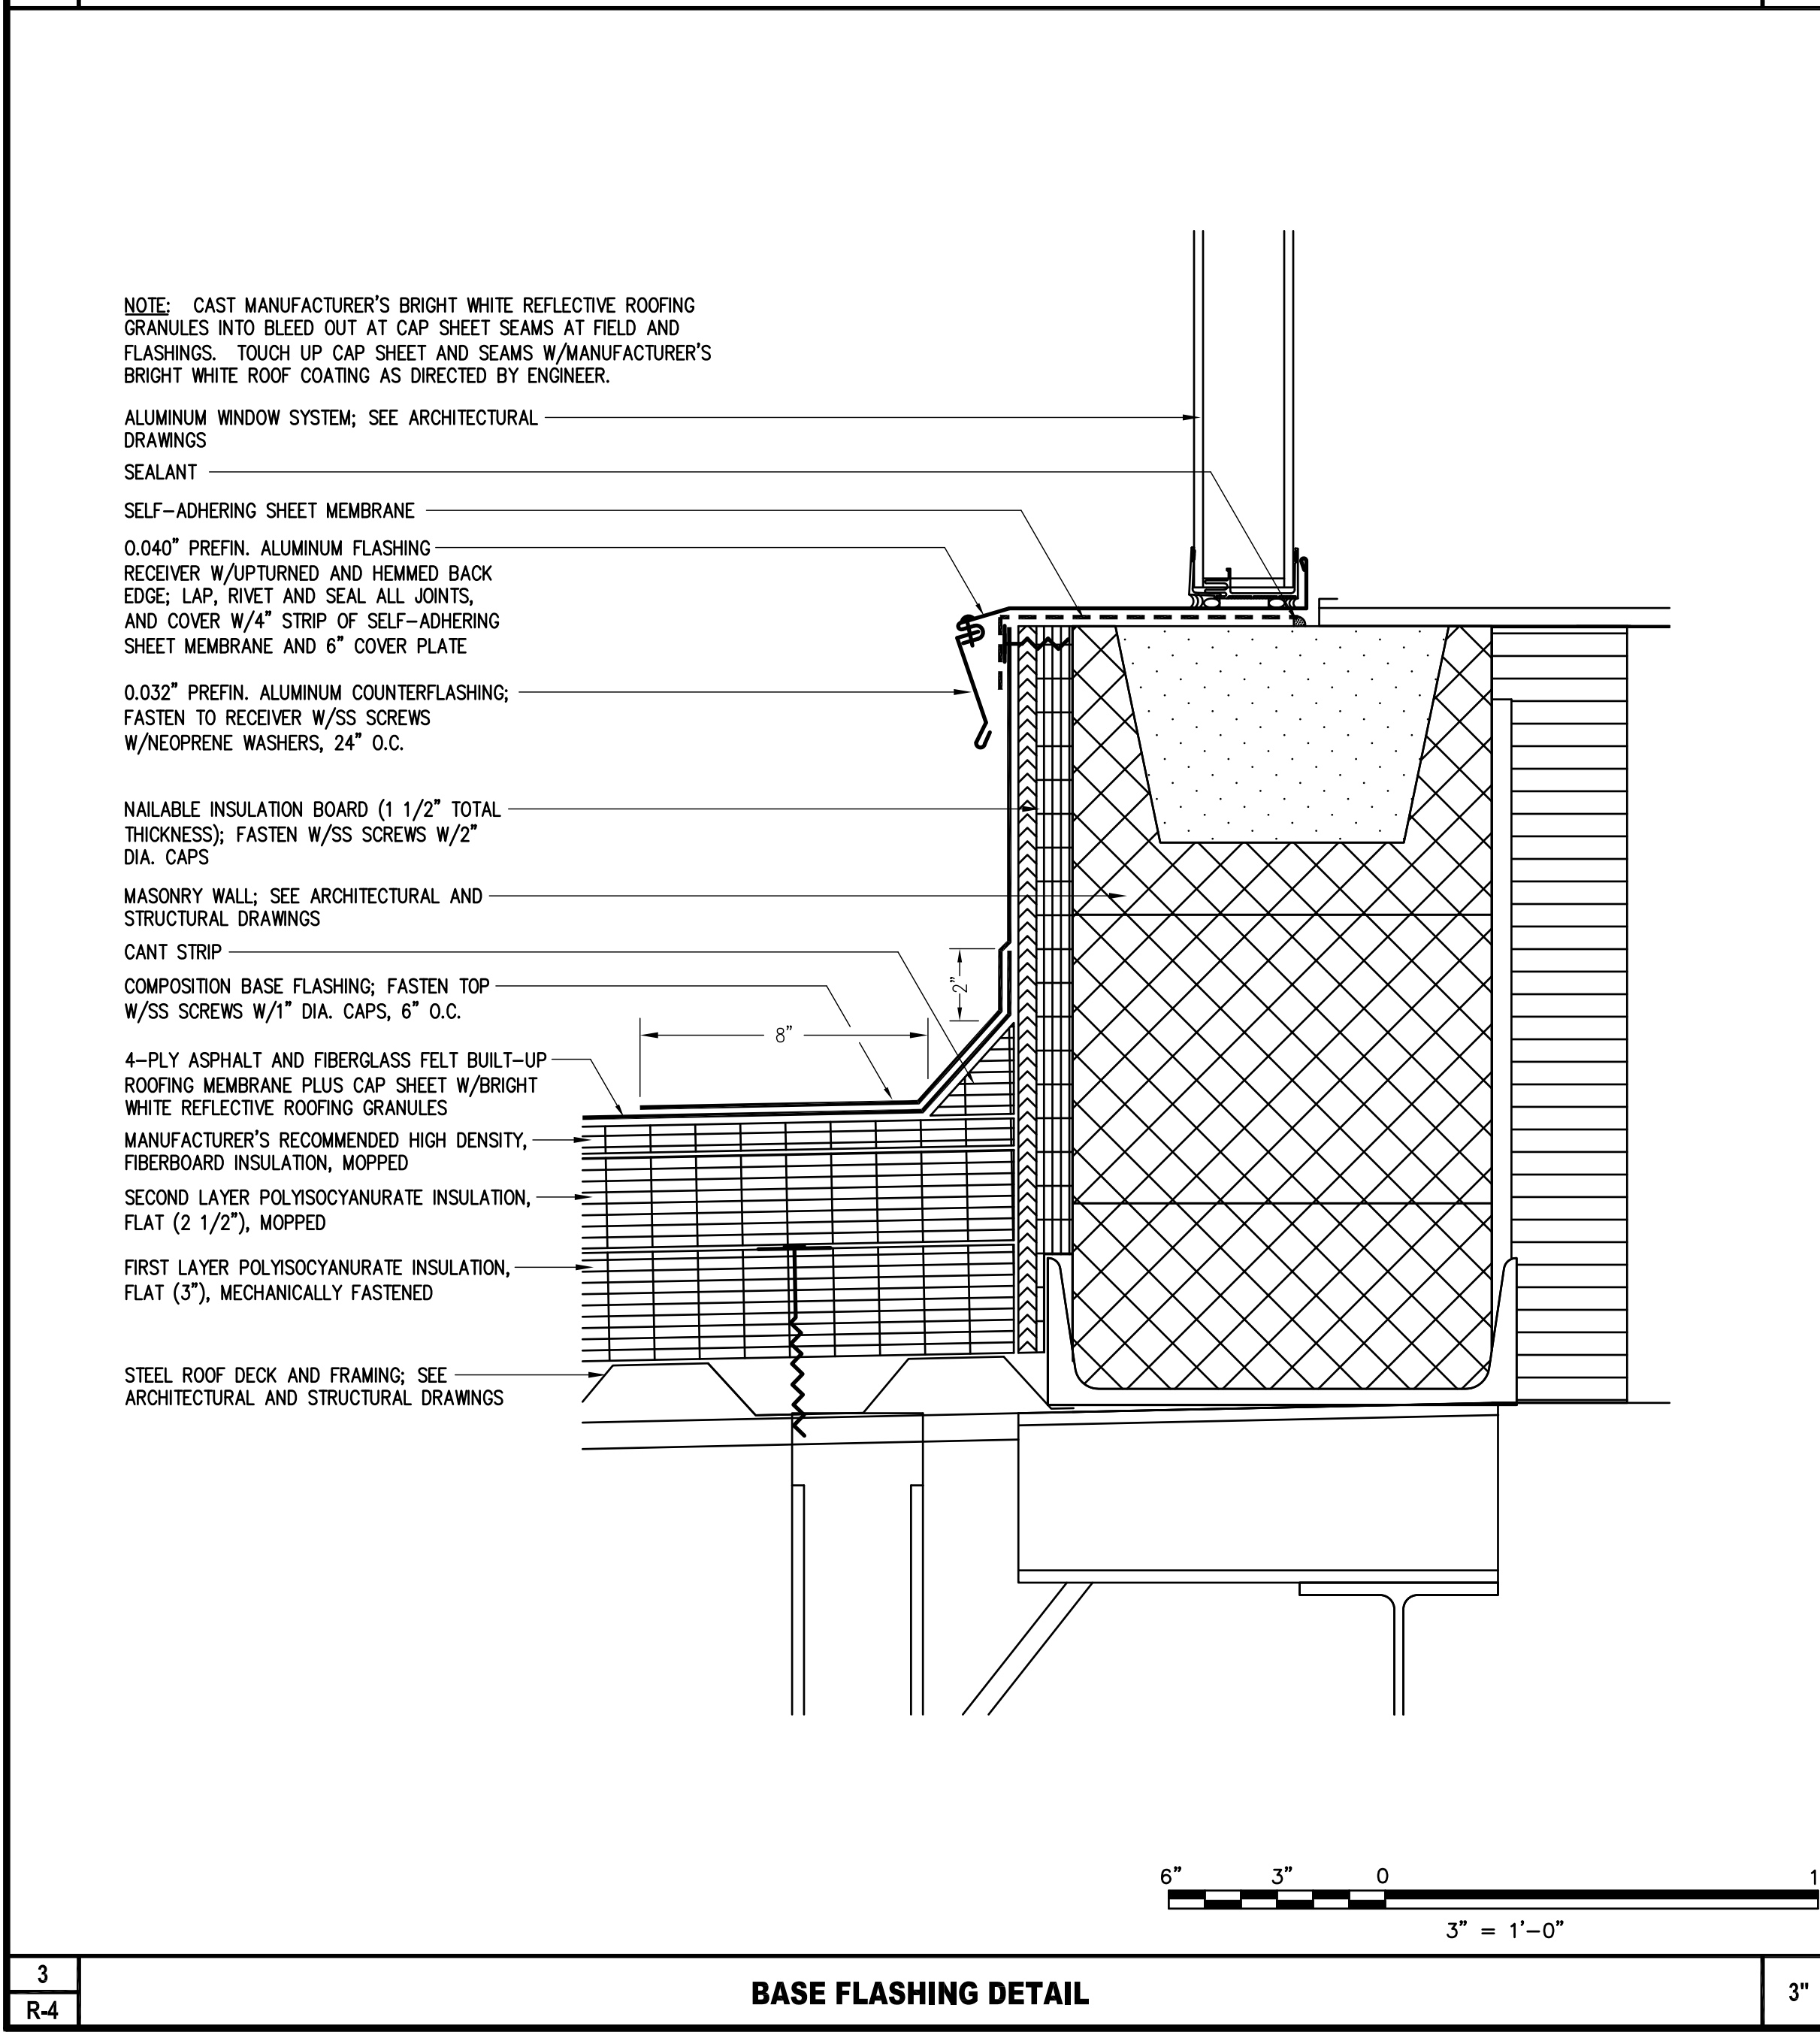 NOTE: CAST MANUFACTURER'S BRIGHT WHITE REFLECTIVE ROOFING
GRANULES INTO BLEED OUT AT CAP SHEET SEAMS AT FIELD AND
FLASHINGS. TOUCH UP CAP SHEET AND SEAMS W/MANUFACTURER'S
BRIGHT WHITE ROOF COATING AS DIRECTED BY ENGINEER.
ALUMINUM WINDOW SYSTEM; SEE ARCHITECTURAL
DRAWINGS
SEALANT
SELF-ADHERING SHEET MEMBRANE
0.040" PREFIN. ALUMINUM FLASHING
RECEIVER W/UPTURNED AND HEMMED BACK
EDGE; LAP, RIVET AND SEAL ALL JOINTS,
AND COVER W/4" STRIP OF SELF-ADHERING
SHEET MEMBRANE AND 6" COVER PLATE
0.032" PREFIN. ALUMINUM COUNTERFLASHING;
FASTEN TO RECEIVER W/SS SCREWS
W/NEOPRENE WASHERS, 24" O.C.
NAILABLE INSULATION BOARD (1 1/2" TOTAL
THICKNESS); FASTEN W/SS SCREWS W/2"
DIA. CAPS
MASONRY WALL; SEE ARCHITECTURAL AND
STRUCTURAL DRAWINGS
CANT STRIP
COMPOSITION BASE FLASHING; FASTEN TOP
W/SS SCREWS W/1" DIA. CAPS, 6" O.C.
2"
8"
4-PLY ASPHALT AND FIBERGLASS FELT BUILT-UP
ROOFING MEMBRANE PLUS CAP SHEET W/BRIGHT
WHITE REFLECTIVE ROOFING GRANULES
MANUFACTURER'S RECOMMENDED HIGH DENSITY,
FIBERBOARD INSULATION, MOPPED
SECOND LAYER POLYISOCYANURATE INSULATION,
FLAT (2 1/2"), MOPPED
FIRST LAYER POLYISOCYANURATE INSULATION,
FLAT (3"), MECHANICALLY FASTENED
STEEL ROOF DECK AND FRAMING; SEE
ARCHITECTURAL AND STRUCTURAL DRAWINGS
6" 3" 0 1
3" = 1'-0"
3
R-4
BASE FLASHING DETAIL
3"